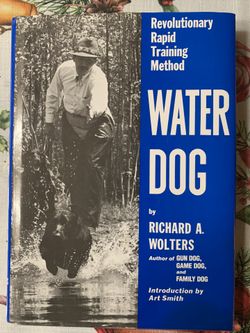 Revolutionary
Rapid
Training
Method
WATER
DOG
by
RICHARD A.
WOLTERS
Author of GUN DOG,
GAME DOG,
and
FAMILY DOG
Introduction by
Art Smith